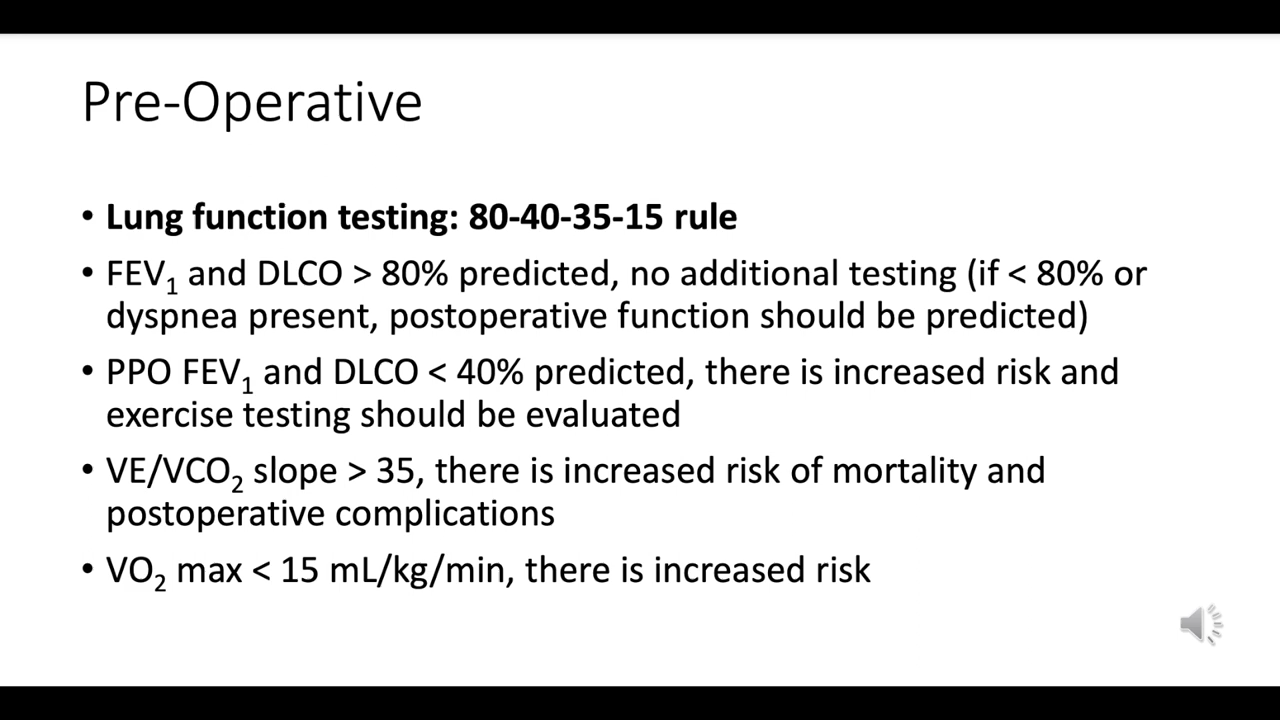 Pre-Operative
• Lung function testing: 80-40-35-15 rule
• FEV₁ and DLCO > 80% predicted, no additional testing (if < 80% or
dyspnea present, postoperative function should be predicted)
• PPO FEV₁ and DLCO < 40% predicted, there is increased risk and
exercise testing should be evaluated
• VE/VCO₂ slope > 35, there is increased risk of mortality and
postoperative complications
• VO₂ max < 15 mL/kg/min, there is increased risk